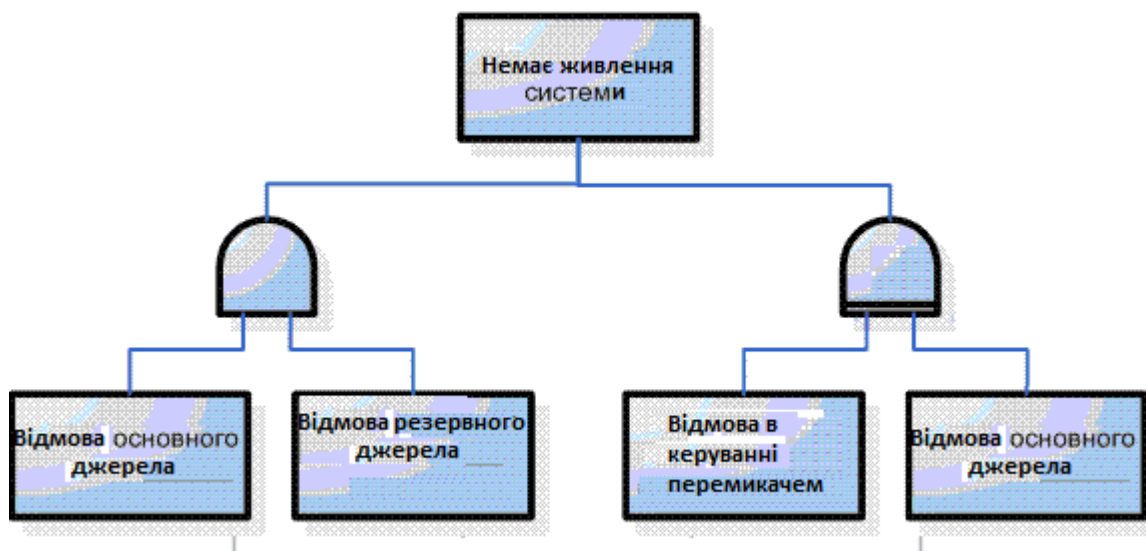 Немає живлення
системи
Відмова основного
джерела
Відмова резервного
джерела
Відмова в
керуванні
перемикачем
Відмова основного
джерела